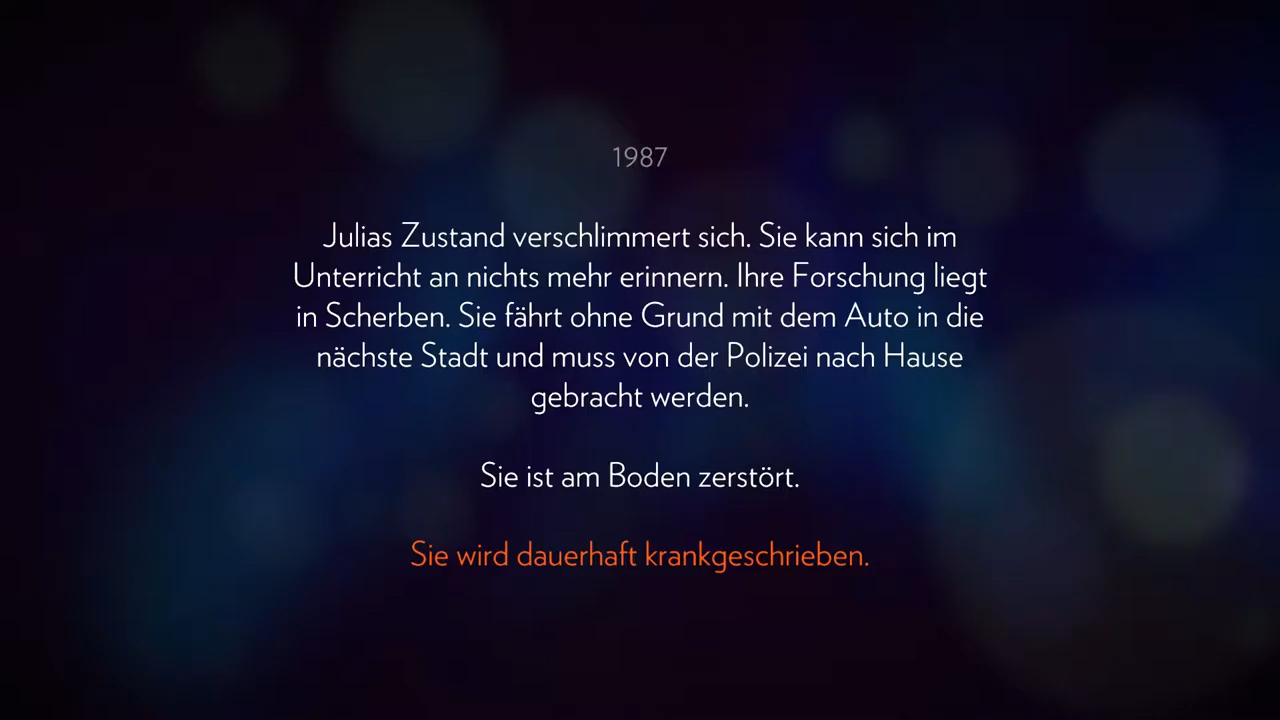 1987
Julias Zustand verschlimmert sich. Sie kann sich im
Unterricht an nichts mehr erinnern. Ihre Forschung liegt
in Scherben. Sie fährt ohne Grund mit dem Auto in die
nächste Stadt und muss von der Polizei nach Hause
gebracht werden.
Sie ist am Boden zerstört.
Sie wird dauerhaft krankgeschrieben.